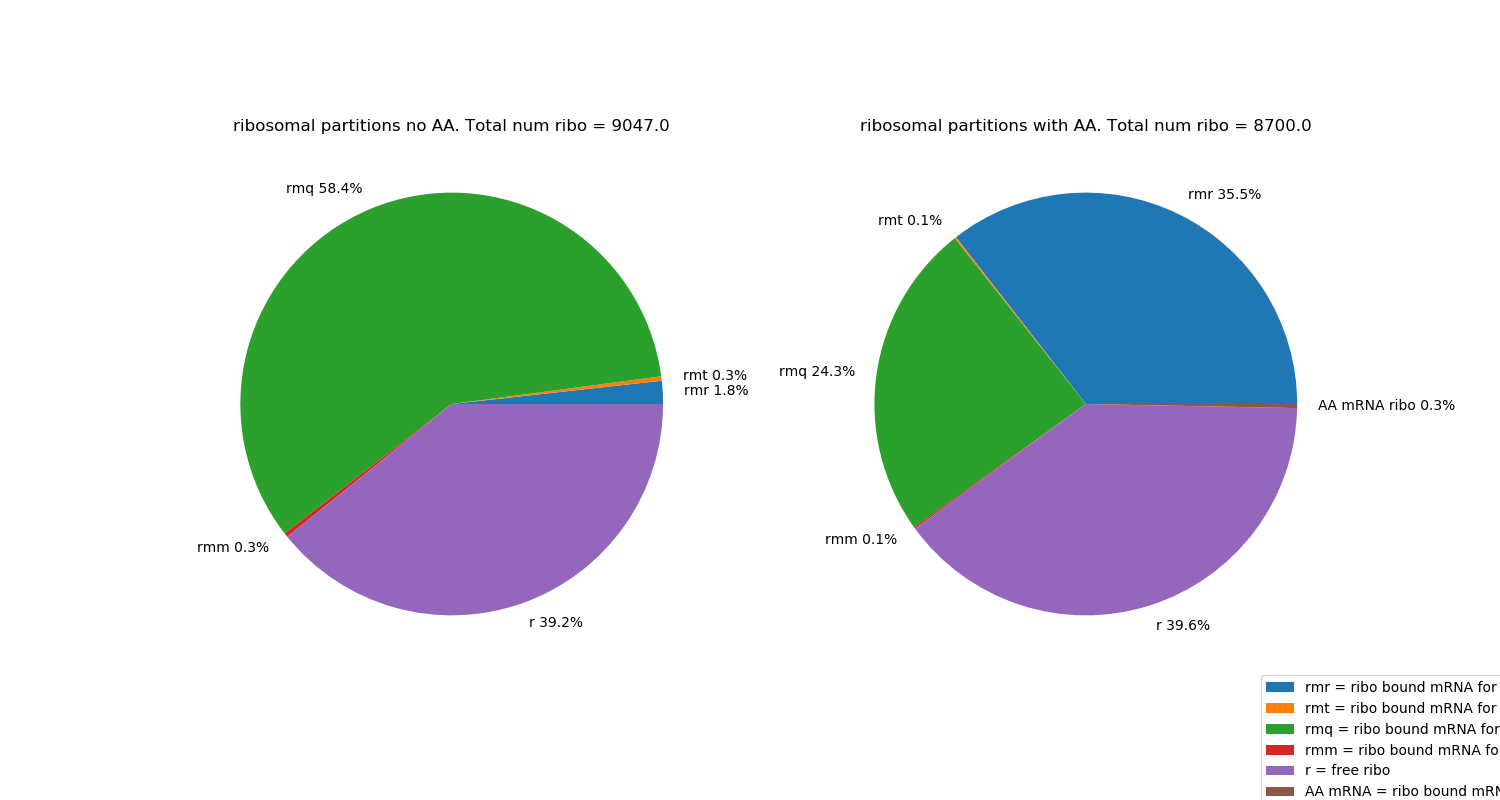 ribosomal partitions no AA. Total num ribo = 9047.0
rmq 58.4%
rmt 0.3%
rmr 1.8%
rmm 0.3%
r 39.2%
ribosomal partitions with AA. Total num ribo = 8700.0
rmr 35.5%
rmt 0.1%
rmq 24.3%
AA mRNA ribo 0.3%
rmm 0.1%
r 39.6%
rmr = ribo bound mRNA for
rmt = ribo bound mRNA for
rmq = ribo bound mRNA for
rmm = ribo bound mRNA
r = free ribo
AA mRNA = ribo bound